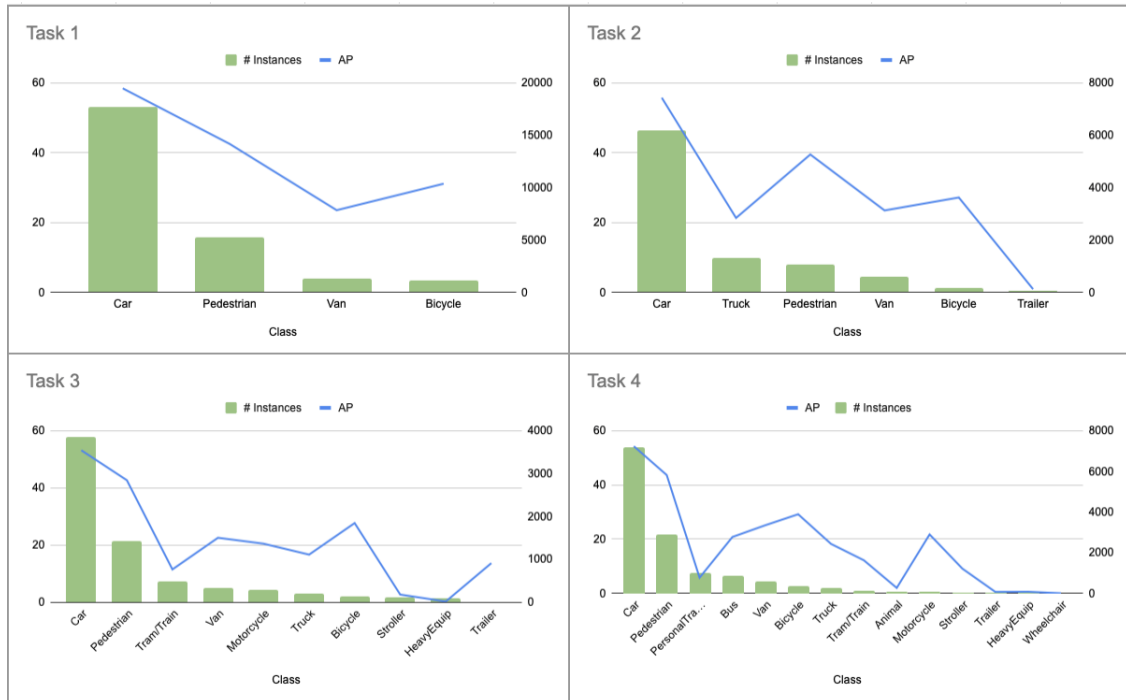 Task 1
# Instances AP
60 20000
40 15000
20 10000
0 5000
0
Car Pedestrian Van Bicycle
Class
Task 2
# Instances AP
60 8000
40 6000
20 4000
0 2000
0
Car Truck Pedestrian Van Bicycle Trailer
Class
Task 3
# Instances AP
60 4000
40 3000
20 2000
0 1000
0
Car Pedestrian Tram/Train Van Motorcycle Truck Bicycle Stroller HeavyEquip Trailer
Class
Task 4
AP # Instances
60 8000
40 6000
20 4000
0 2000
0
Car Pedestrian PersonalTra... Bus Van Bicycle Truck Tram/Train Animal Motorcycle Stroller Trailer HeavyEquip Wheelchair
Class